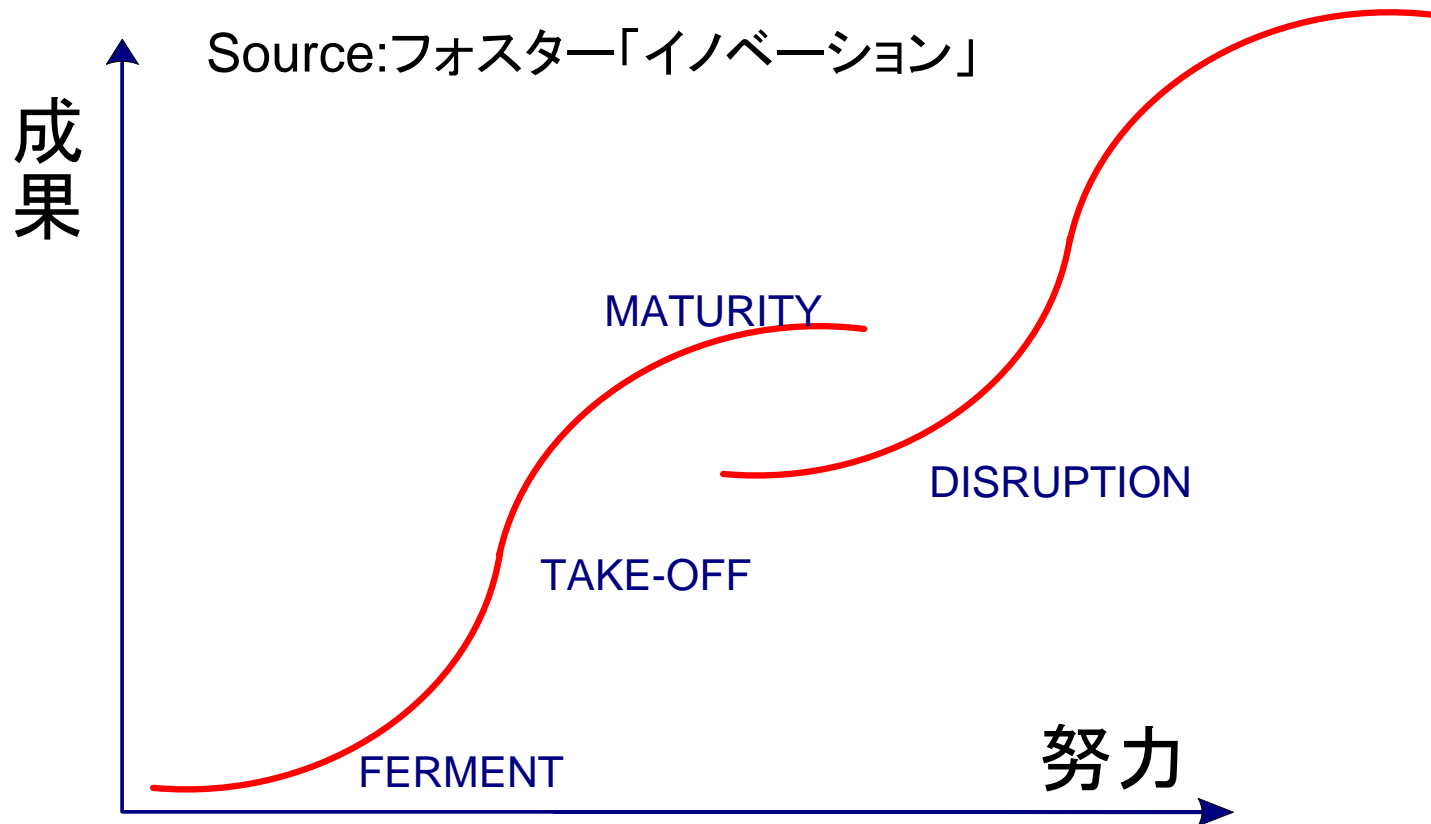 Source:フォスター「イノベーション」
成果
MATURITY
DISRUPTION
TAKE-OFF
努力
FERMENT